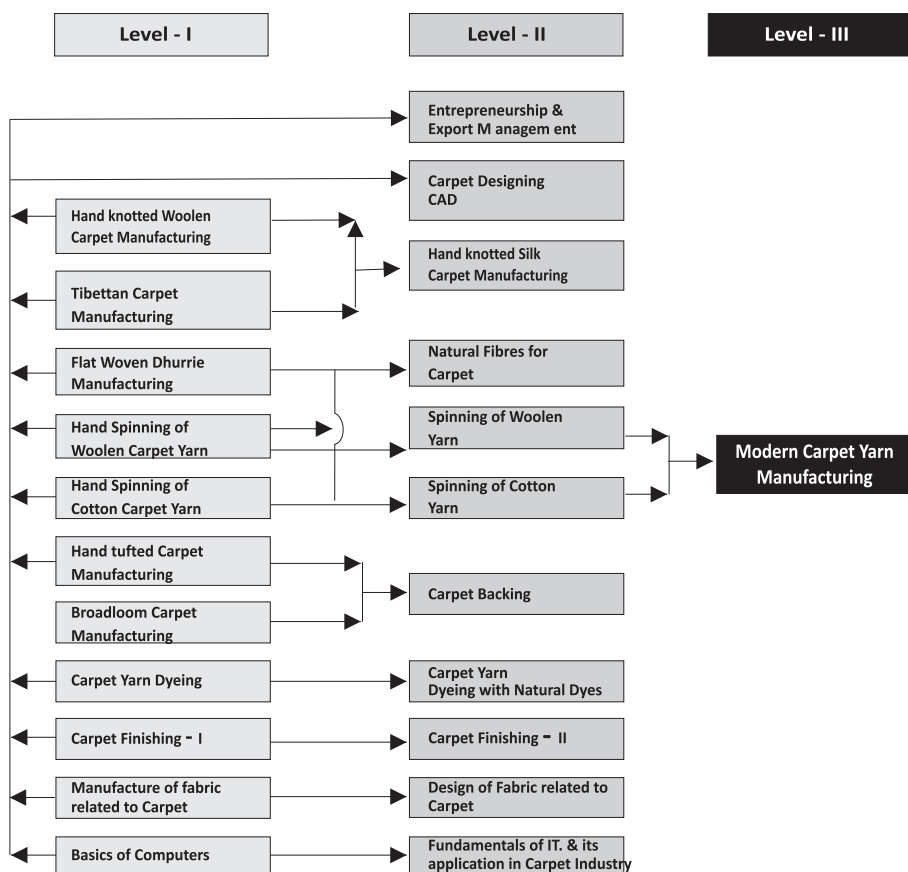 Level - I
Level - II
Level - III
Entrepreneurship &
Export M anagem ent
Carpet Designing
CAD
Hand knotted Woolen
Carpet Manufacturing
Hand knotted Silk
Carpet Manufacturing
Tibettan Carpet
Manufacturing
Flat Woven Dhurrie
Manufacturing
Natural Fibres for
Carpet
Hand Spinning of
Woolen Carpet Yarn
Spinning of Woolen
Yarn
Modern Carpet Yarn
Manufacturing
Hand Spinning of
Cotton Carpet Yarn
Spinning of Cotton
Yarn
Hand tufted Carpet
Manufacturing
Carpet Backing
Broadloom Carpet
Manufacturing
Carpet Yarn Dyeing
Carpet Yarn
Dyeing with Natural Dyes
Carpet Finishing - I
Carpet Finishing - II
Manufacture of fabric
related to Carpet
Design of Fabric related to
Carpet
Basics of Computers
Fundamentals of IT. & its
application in Carpet Industry